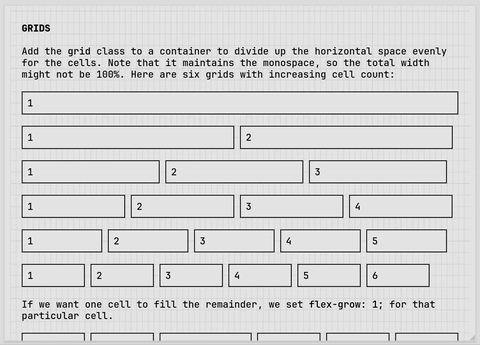 GRIDS
Add the grid class to a container to divide up the horizontal space evenly
for the cells. Note that it maintains the monospace, so the total width
might not be 100%. Here are six grids with increasing cell count:
1
1 2
1 2 3
1 2 3 4
1 2 3 4 5
1 2 3 4 5 6
If we want one cell to fill the remainder, we set flex-grow: 1; for that
particular cell.